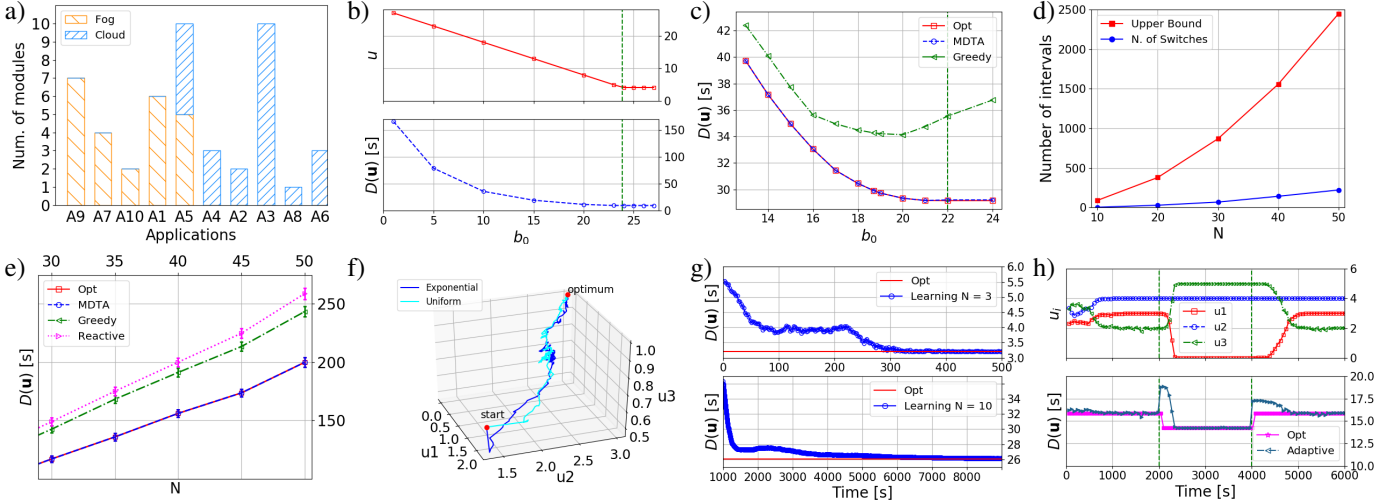 a)
Num. of modules
10
9
8
7
6
5
4
3
2
1
0
Fog
Cloud
A9 A7 A10 A1 A5 A4 A2 A3 A8 A6
Applications
b)
u
20
10
0
D(u) [s]
150
100
50
0
0 5 10 15 20 25
b0
c)
D(u) [s]
42
40
38
36
34
32
30
Opt
MDTA
Greedy
14 16 18 20 22 24
b0
d)
Number of intervals
2500
2000
1500
1000
500
0
Upper Bound
N. of Switches
10 20 30 40 50
N
e)
30 35 40 45 50
D(u) [s]
Opt
MDTA
Greedy
Reactive
250
200
150
N
f)
Exponential
Uniform
optimum
start
0.0
0.5
1.0
1.5
2.0
u1
1.5
2.0
2.5
3.0
u2
1.0
0.9
0.8
0.7
0.6
0.5
u3
g)
D(u) [s]
Opt
Learning N = 3
6.0
5.5
5.0
4.5
4.0
3.5
3.0
0 100 200 300 400 500
D(u) [s]
Opt
Learning N = 10
34
32
30
28
26
1000 2000 3000 4000 5000 6000 7000 8000 9000
Time [s]
h)
ui
u1
u2
u3
6
4
2
0
0 1000 2000 3000 4000 5000 6000
D(u) [s]
Opt
Adaptive
20.0
17.5
15.0
12.5
10.0
0 1000 2000 3000 4000 5000 6000
Time [s]